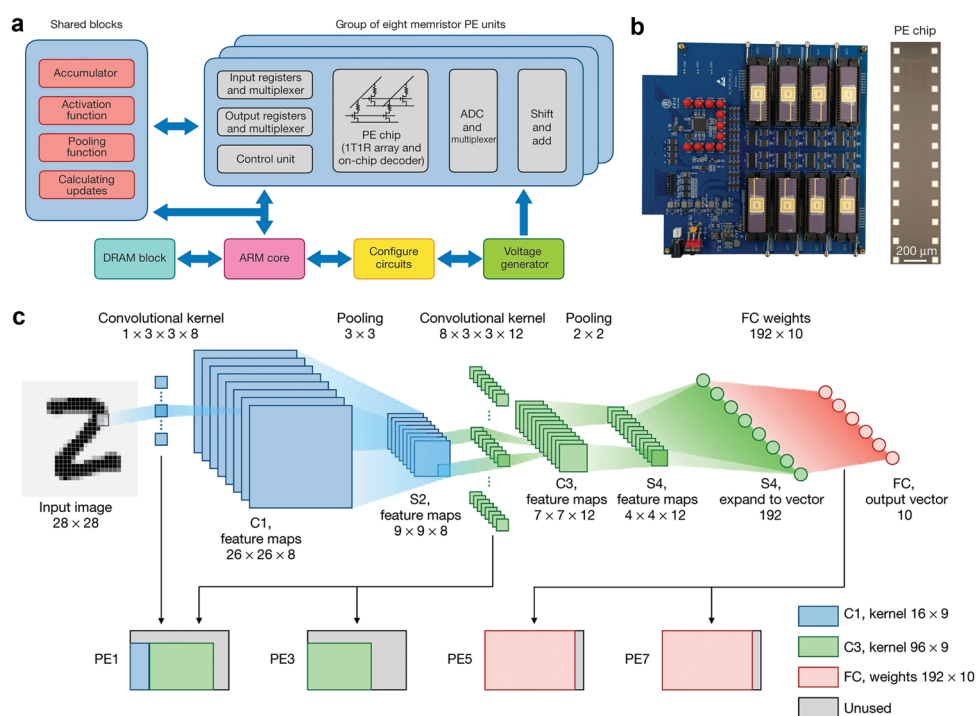 a
Shared blocks
Accumulator
Activation
function
Pooling
function
Calculating
updates
Group of eight memristor PE units
Input registers
and multiplexer
Output registers
and multiplexer
Control unit
PE chip
(1T1R array and
on-chip decoder)
ADC
and
multiplexer
Shift
and
add
DRAM block
ARM core
Configure
circuits
Voltage
generator
b
PE chip
200 μm
c
Convolutional kernel
1 × 3 × 3 × 8
Pooling
3 × 3
Convolutional kernel
8 × 3 × 3 × 12
Pooling
2 × 2
FC weights
192 × 10
Input image
28 × 28
C1,
feature maps
26 × 26 × 8
S2,
feature maps
9 × 9 × 8
C3,
feature maps
7 × 7 × 12
S4,
feature maps
4 × 4 × 12
S4,
expand to vector
192
FC,
output vector
10
PE1
PE3
PE5
PE7
C1, kernel 16 × 9
C3, kernel 96 × 9
FC, weights 192 × 10
Unused